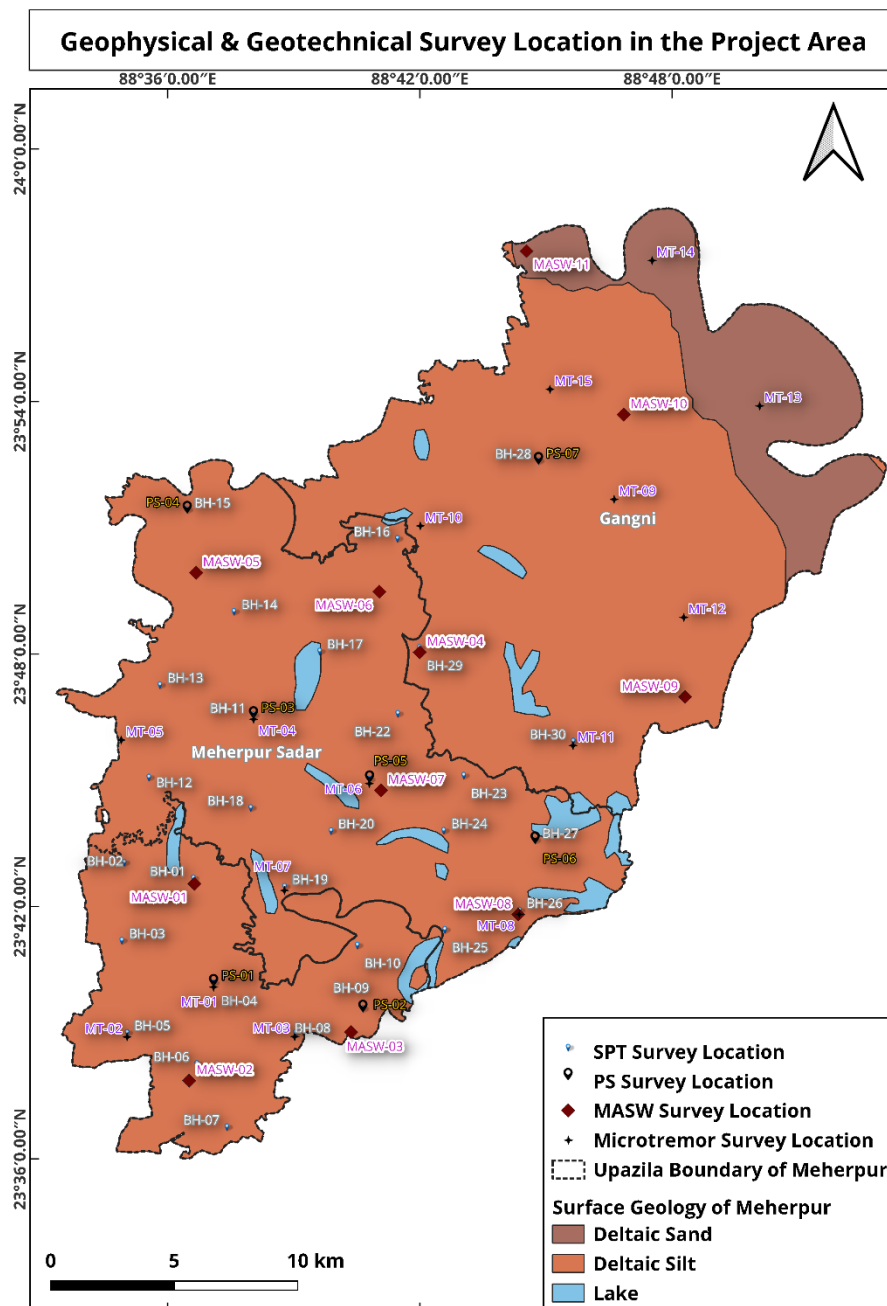 Geophysical & Geotechnical Survey Location in the Project Area
88°36'0.00"E 88°42'0.00"E 88°48'0.00"E
24°0'0.00"N
MASW-11
MT-14
23°54'0.00"N
MT-15
MT-13
MASW-10
BH-28 PS-07
PS-04 BH-15
MT-09
Gangni
BH-16
MT-10
MASW-05
MASW-06
BH-14
MT-12
23°48'0.00"N
BH-17
MASW-04
BH-29
BH-13
MASW-09
BH-11 PS-03
MT-04
MT-05
BH-22
BH-30 MT-11
Meherpur Sadar
PS-05
BH-12
MT-06 MASW-07
BH-23
BH-18
BH-20
BH-24
BH-27
PS-06
BH-02
BH-01
MT-07
BH-19
MASW-01
23°42'0.00"N
MASW-08 BH-26
MT-08
BH-03
BH-10
BH-25
PS-01
MT-01 BH-04
BH-09
PS-02
MT-02 BH-05
MT-03 BH-08
MASW-03
BH-06
MASW-02
BH-07
23°36'0.00"N
SPT Survey Location
PS Survey Location
MASW Survey Location
Microtremor Survey Location
Upazila Boundary of Meherpur
Surface Geology of Meherpur
Deltaic Sand
Deltaic Silt
Lake
0 5 10 km